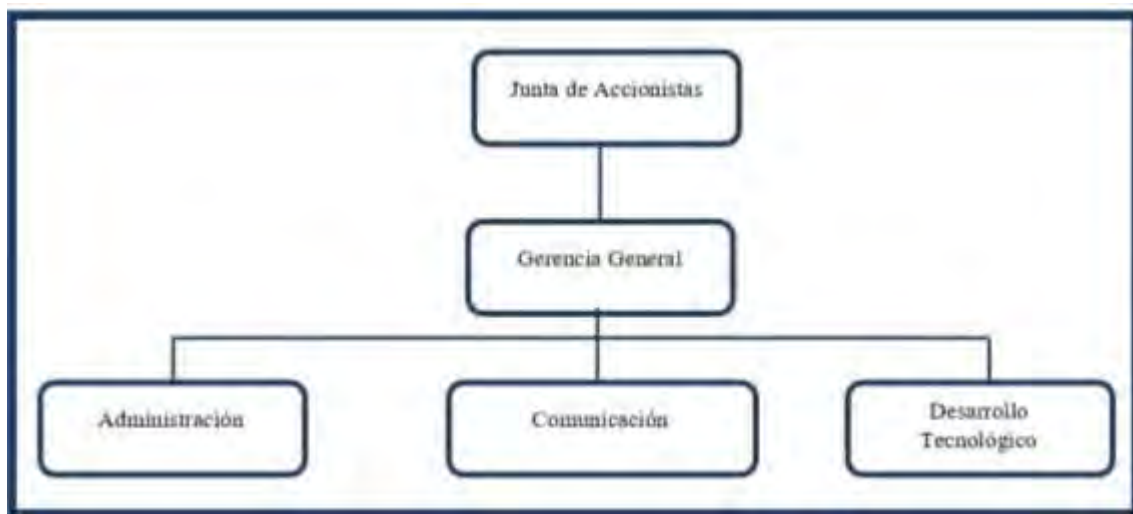 Junta de Accionistas
Gerencia General
Administración
Comunicación
Desarrollo
Tecnológico